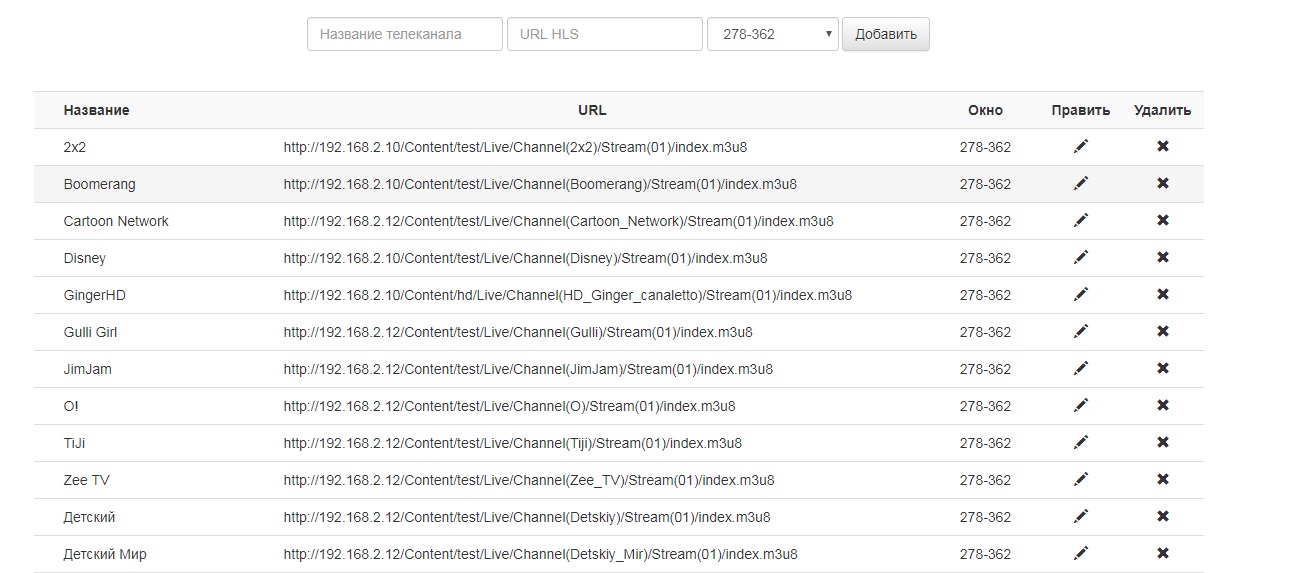 Название телеканала URL HLS 278-362 Добавить
Название URL Окно Править Удалить
2x2 http://192.168.2.10/Content/test/Live/Channel(2x2)/Stream(01)/index.m3u8 278-362
Boomerang http://192.168.2.10/Content/test/Live/Channel(Boomerang)/Stream(01)/index.m3u8 278-362
Cartoon Network http://192.168.2.12/Content/test/Live/Channel(Cartoon_Network)/Stream(01)/index.m3u8 278-362
Disney http://192.168.2.10/Content/test/Live/Channel(Disney)/Stream(01)/index.m3u8 278-362
GingerHD http://192.168.2.10/Content/hd/Live/Channel(HD_Ginger_canaletto)/Stream(01)/index.m3u8 278-362
Gulli Girl http://192.168.2.12/Content/test/Live/Channel(Gulli)/Stream(01)/index.m3u8 278-362
JimJam http://192.168.2.12/Content/test/Live/Channel(JimJam)/Stream(01)/index.m3u8 278-362
O! http://192.168.2.12/Content/test/Live/Channel(O)/Stream(01)/index.m3u8 278-362
TiJi http://192.168.2.12/Content/test/Live/Channel(Tiji)/Stream(01)/index.m3u8 278-362
Zee TV http://192.168.2.12/Content/test/Live/Channel(Zee_TV)/Stream(01)/index.m3u8 278-362
Детский http://192.168.2.12/Content/test/Live/Channel(Detskiy)/Stream(01)/index.m3u8 278-362
Детский Мир http://192.168.2.12/Content/test/Live/Channel(Detskiy_Mir)/Stream(01)/index.m3u8 278-362